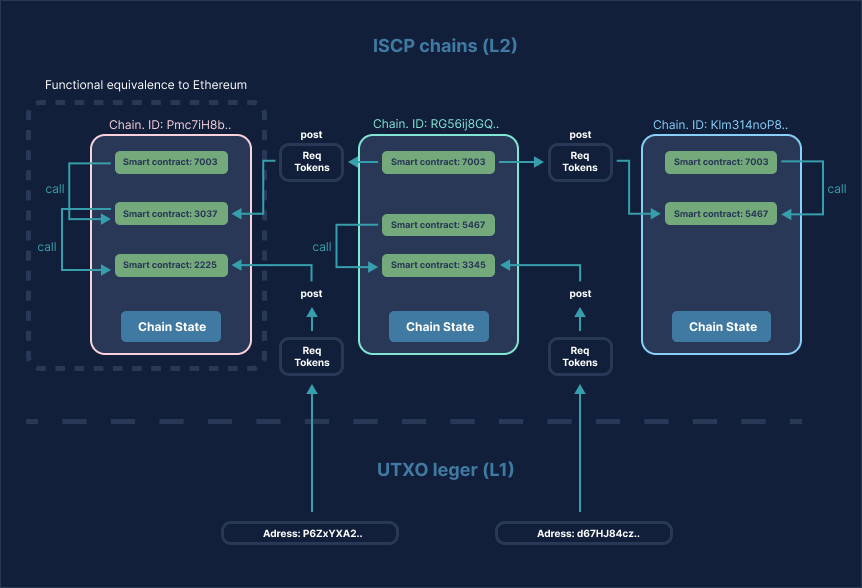 ISCP chains (L2)
Functional equivalence to Ethereum
Chain. ID: Pmc7iH8b..
Smart contract: 7003
call
Smart contract: 3037
call
Smart contract: 2225
Chain State
post
Req
Tokens
post
Req
Tokens
Chain. ID: RG56ij8GQ..
Smart contract: 7003
Smart contract: 5467
call
Smart contract: 3345
Chain State
post
Req
Tokens
post
Req
Tokens
Chain. ID: Klm314noP8..
Smart contract: 7003
call
Smart contract: 5467
Chain State
UTXO leger (L1)
Adress: P6ZxYXA2..
Adress: d67HJ84cz..